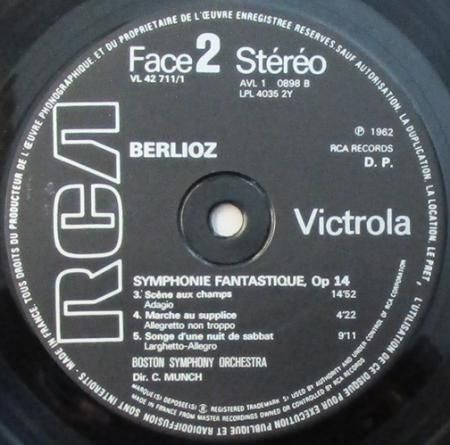 TOUS DROITS DU PRODUCTEUR DE L'ŒUVRE PHONOGRAPHIQUE ET DU PROPRIETAIRE DE L'ŒUVRE ENREGISTREE RESERVES. SAUF AUTORISATION, LA DUPLICATION, LA LOCATION, LE PRET, L'UTILISATION DE CE DISQUE POUR EXECUTION PUBLIQUE ET RADIODIFFUSION SONT INTERDITS - MADE IN FRANCE.
Face 2 Stéréo
VL 42 711/1
AVL 1 0898 B
LPL 4035 2Y
℗ 1962
RCA RECORDS
D. P.
RCA
BERLIOZ
Victrola
SYMPHONIE FANTASTIQUE, Op 14
3. Scène aux champs 14'52
Adagio
4. Marche au supplice 4'22
Allegretto non troppo
5. Songe d'une nuit de sabbat 9'11
Larghetto-Allegro
BOSTON SYMPHONY ORCHESTRA
Dir. C. MUNCH
MARQUE(S) DEPOSEE(S) ® REGISTERED TRADEMARK(S) USED BY AUTHORITY AND UNDER CONTROL OF RCA CORPORATION
MADE IN FRANCE FROM MASTER RECORDINGS OWNED OR CONTROLLED BY RCA RECORDS